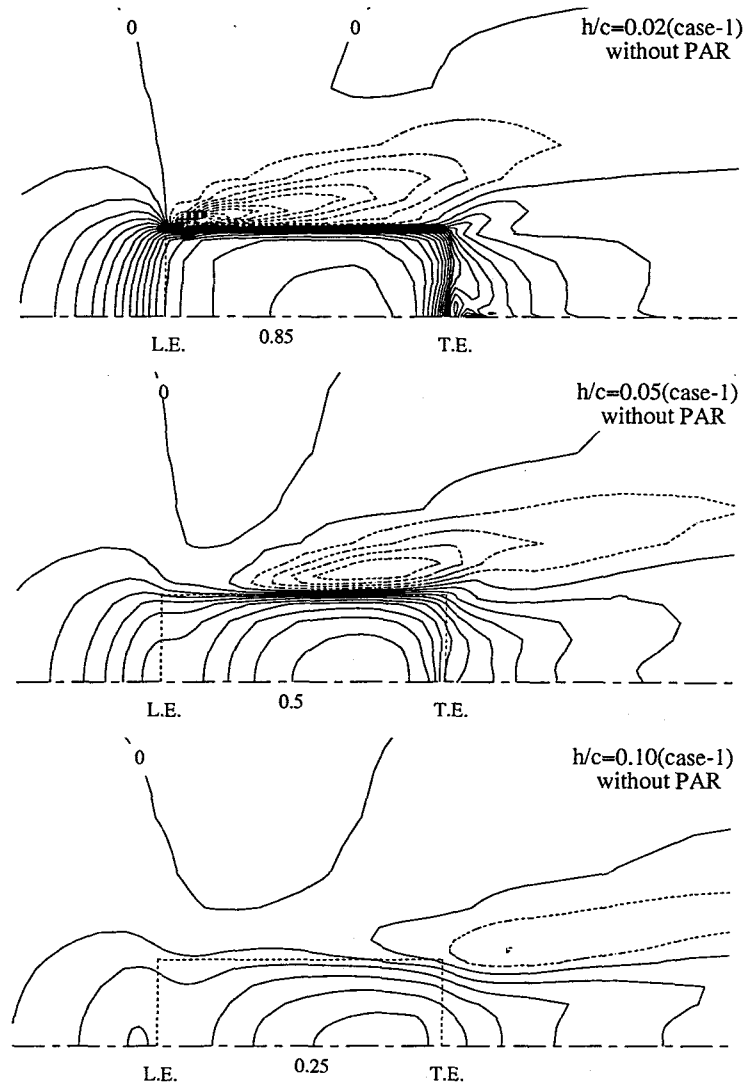 0
0
h/c=0.02(case-1)
without PAR
L.E.
0.85
T.E.
0
h/c=0.05(case-1)
without PAR
L.E.
0.5
T.E.
0
h/c=0.10(case-1)
without PAR
L.E.
0.25
T.E.